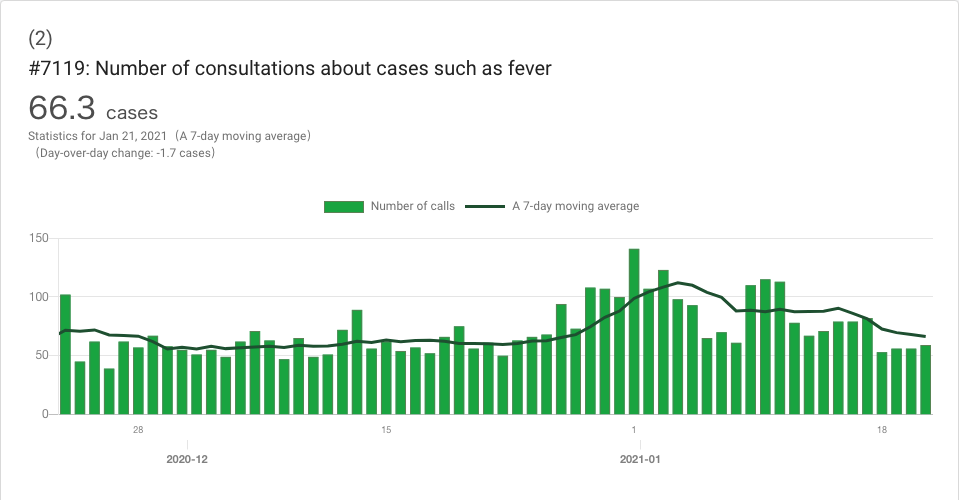 (2)
#7119: Number of consultations about cases such as fever
66.3 cases
Statistics for Jan 21, 2021（A 7-day moving average）
（Day-over-day change: -1.7 cases）
Number of calls A 7-day moving average
150
100
50
0
28 15 1 18
2020-12 2021-01